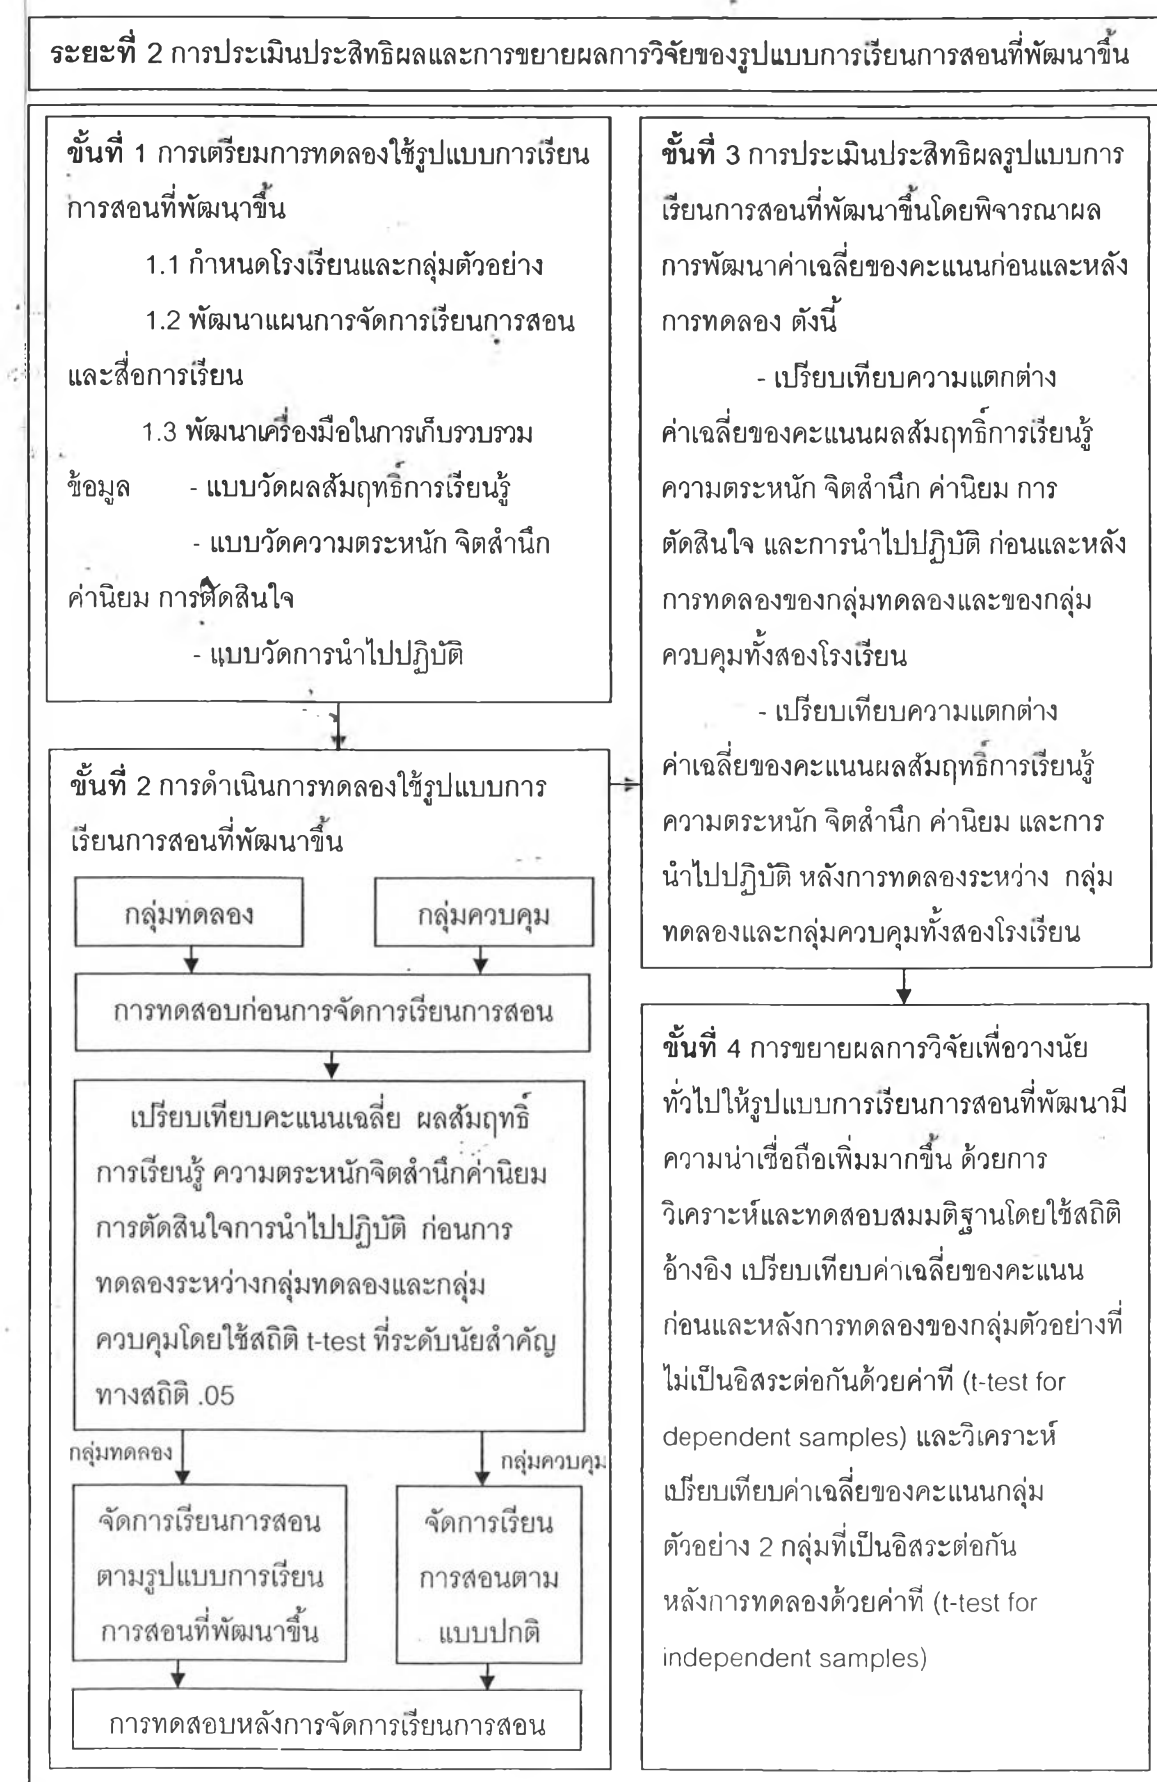 ระยะที่ 2 การประเมินประสิทธิผลและการขยายผลการวิจัยของรูปแบบการเรียนการสอนที่พัฒนาขึ้น
ขั้นที่ 1 การเตรียมการทดลองใช้รูปแบบการเรียน
การสอนที่พัฒนาขึ้น
1.1 กำหนดโรงเรียนและกลุ่มตัวอย่าง
1.2 พัฒนาแผนการจัดการเรียนการสอน
และสื่อการเรียน
1.3 พัฒนาเครื่องมือในการเก็บรวบรวม
ข้อมูล - แบบวัดผลสัมฤทธิ์การเรียนรู้
- แบบวัดความตระหนัก จิตสำนึก
ค่านิยม การตัดสินใจ
- แบบวัดการนำไปปฏิบัติ
ขั้นที่ 2 การดำเนินการทดลองใช้รูปแบบการ
เรียนการสอนที่พัฒนาขึ้น
กลุ่มทดลอง
กลุ่มควบคุม
การทดสอบก่อนการจัดการเรียนการสอน
เปรียบเทียบคะแนนเฉลี่ย ผลสัมฤทธิ์
การเรียนรู้ ความตระหนักจิตสำนึกค่านิยม
การตัดสินใจการนำไปปฏิบัติ ก่อนการ
ทดลองระหว่างกลุ่มทดลองและกลุ่ม
ควบคุมโดยใช้สถิติ t-test ที่ระดับนัยสำคัญ
ทางสถิติ .05
กลุ่มทดลอง
กลุ่มควบคุม
จัดการเรียนการสอน
ตามรูปแบบการเรียน
การสอนที่พัฒนาขึ้น
จัดการเรียน
การสอนตาม
แบบปกติ
การทดสอบหลังการจัดการเรียนการสอน
ขั้นที่ 3 การประเมินประสิทธิผลรูปแบบการ
เรียนการสอนที่พัฒนาขึ้นโดยพิจารณาผล
การพัฒนาค่าเฉลี่ยของคะแนนก่อนและหลัง
การทดลอง ดังนี้
- เปรียบเทียบความแตกต่าง
ค่าเฉลี่ยของคะแนนผลสัมฤทธิ์การเรียนรู้
ความตระหนัก จิตสำนึก ค่านิยม การ
ตัดสินใจ และการนำไปปฏิบัติ ก่อนและหลัง
การทดลองของกลุ่มทดลองและของกลุ่ม
ควบคุมทั้งสองโรงเรียน
- เปรียบเทียบความแตกต่าง
ค่าเฉลี่ยของคะแนนผลสัมฤทธิ์การเรียนรู้
ความตระหนัก จิตสำนึก ค่านิยม และการ
นำไปปฏิบัติ หลังการทดลองระหว่าง กลุ่ม
ทดลองและกลุ่มควบคุมทั้งสองโรงเรียน
ขั้นที่ 4 การขยายผลการวิจัยเพื่อวางนัย
ทั่วไปให้รูปแบบการเรียนการสอนที่พัฒนามี
ความน่าเชื่อถือเพิ่มมากขึ้น ด้วยการ
วิเคราะห์และทดสอบสมมติฐานโดยใช้สถิติ
อ้างอิง เปรียบเทียบค่าเฉลี่ยของคะแนน
ก่อนและหลังการทดลองของกลุ่มตัวอย่างที่
ไม่เป็นอิสระต่อกันด้วยค่าที (t-test for
dependent samples) และวิเคราะห์
เปรียบเทียบค่าเฉลี่ยของคะแนนกลุ่ม
ตัวอย่าง 2 กลุ่มที่เป็นอิสระต่อกัน
หลังการทดลองด้วยค่าที (t-test for
independent samples)